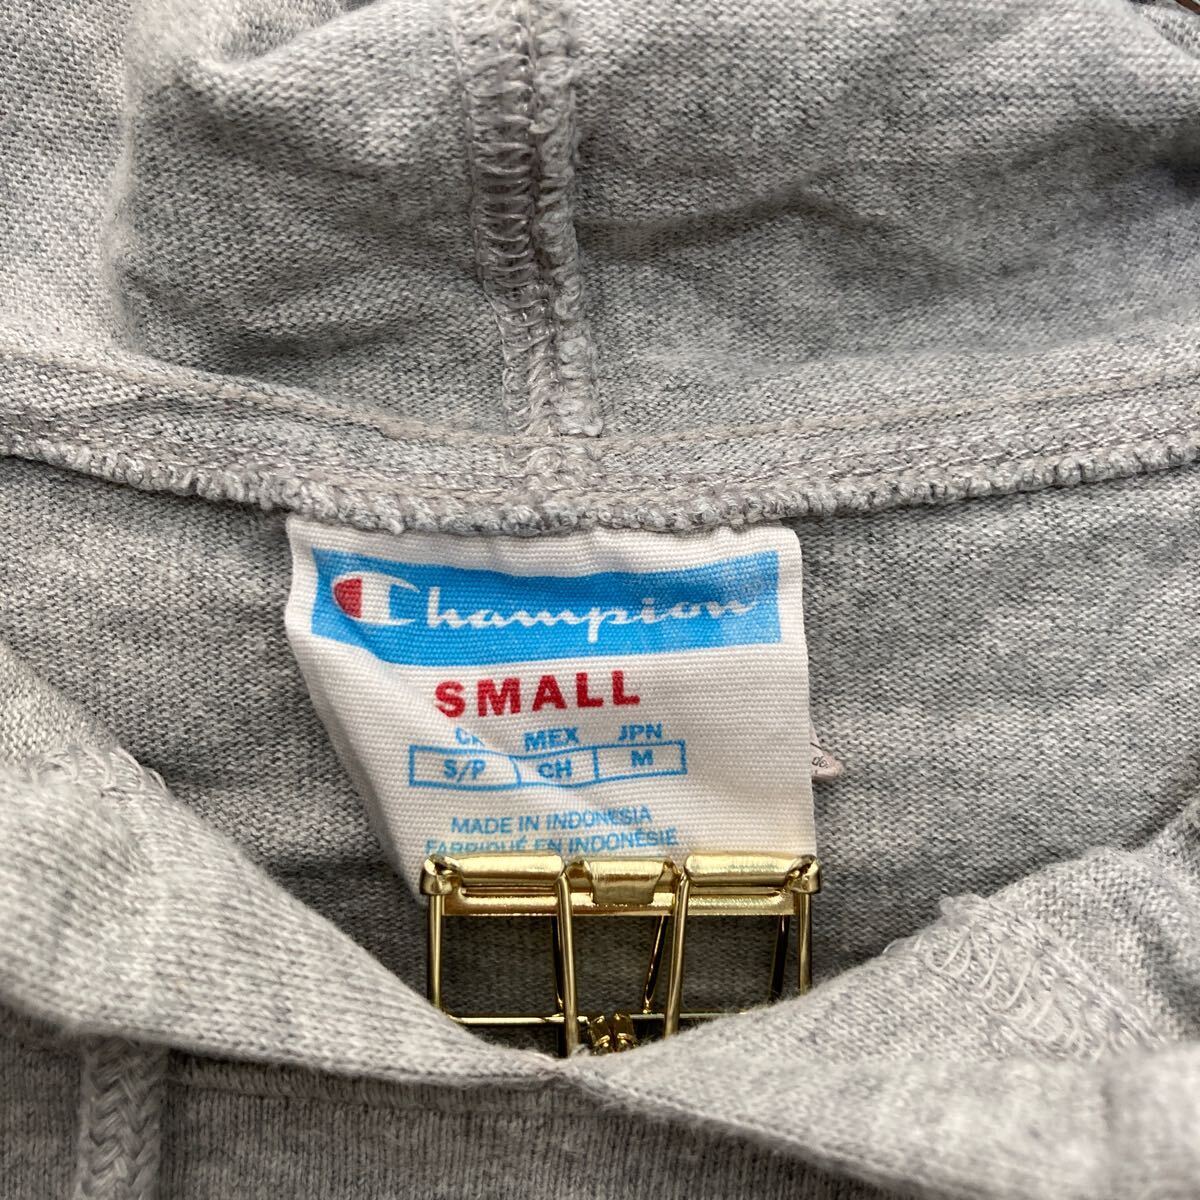 Champion
SMALL
MEX JPN
S/P CH M
MADE IN INDONESIA
FABRIQUÉ EN INDONÉSIE